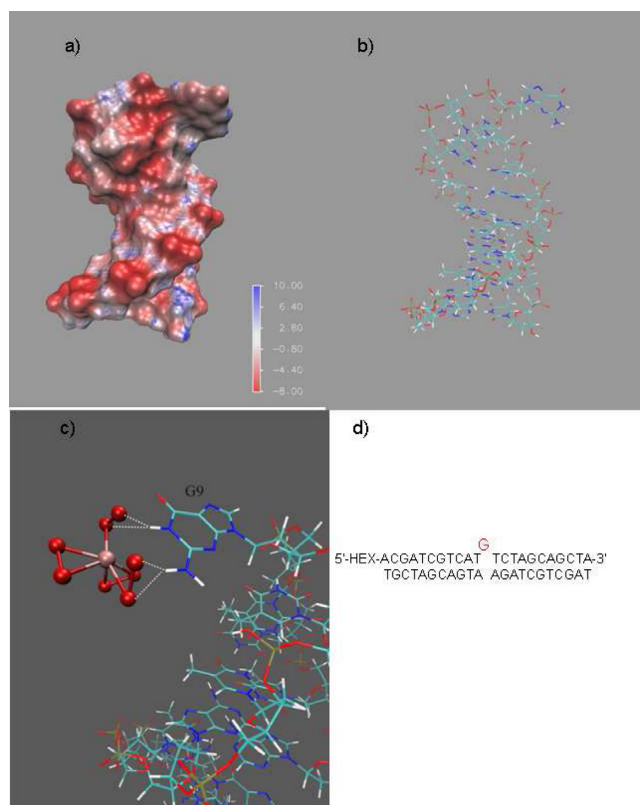 a)
b)
10.00
6.40
2.80
-0.80
-4.40
-8.00
c)
G9
d)
G
5'-HEX-ACGATCGTCAT TCTAGCAGCTA-3'
TGCTAGCAGTA AGATCGTCGAT